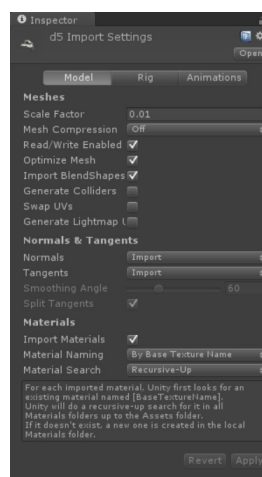 Inspector
d5 Import Settings
Open
Model Rig Animations
Meshes
Scale Factor 0.01
Mesh Compression Off
Read/Write Enabled
Optimize Mesh
Import BlendShapes
Generate Colliders
Swap UVs
Generate Lightmap U
Normals & Tangents
Normals Import
Tangents Import
Smoothing Angle 60
Split Tangents
Materials
Import Materials
Material Naming By Base Texture Name
Material Search Recursive-Up
For each imported material, Unity first looks for an
existing material named [BaseTextureName].
Unity will do a recursive-up search for it in all
Materials folders up to the Assets folder.
If it doesn't exist, a new one is created in the local
Materials folder.
Revert Apply